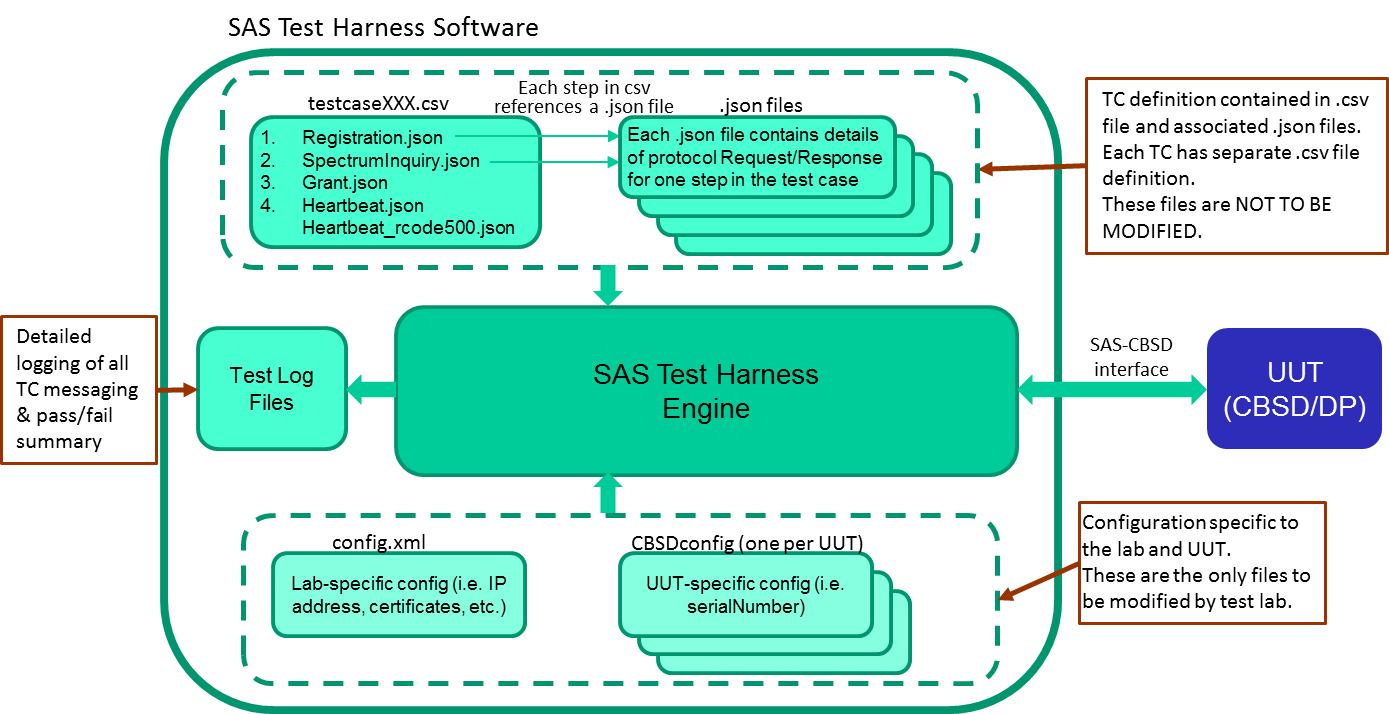 SAS Test Harness Software
testcaseXXX.csv
1. Registration.json
2. SpectrumInquiry.json
3. Grant.json
4. Heartbeat.json
Heartbeat_rcode500.json
Each step in csv
references a .json file
.json files
Each .json file contains details
of protocol Request/Response
for one step in the test case
TC definition contained in .csv
file and associated .json files.
Each TC has separate .csv file
definition.
These files are NOT TO BE
MODIFIED.
Detailed
logging of all
TC messaging
& pass/fail
summary
Test Log
Files
SAS Test Harness
Engine
SAS-CBSD
interface
UUT
(CBSD/DP)
config.xml
Lab-specific config (i.e. IP
address, certificates, etc.)
CBSDconfig (one per UUT)
UUT-specific config (i.e.
serialNumber)
Configuration specific to
the lab and UUT.
These are the only files to
be modified by test lab.